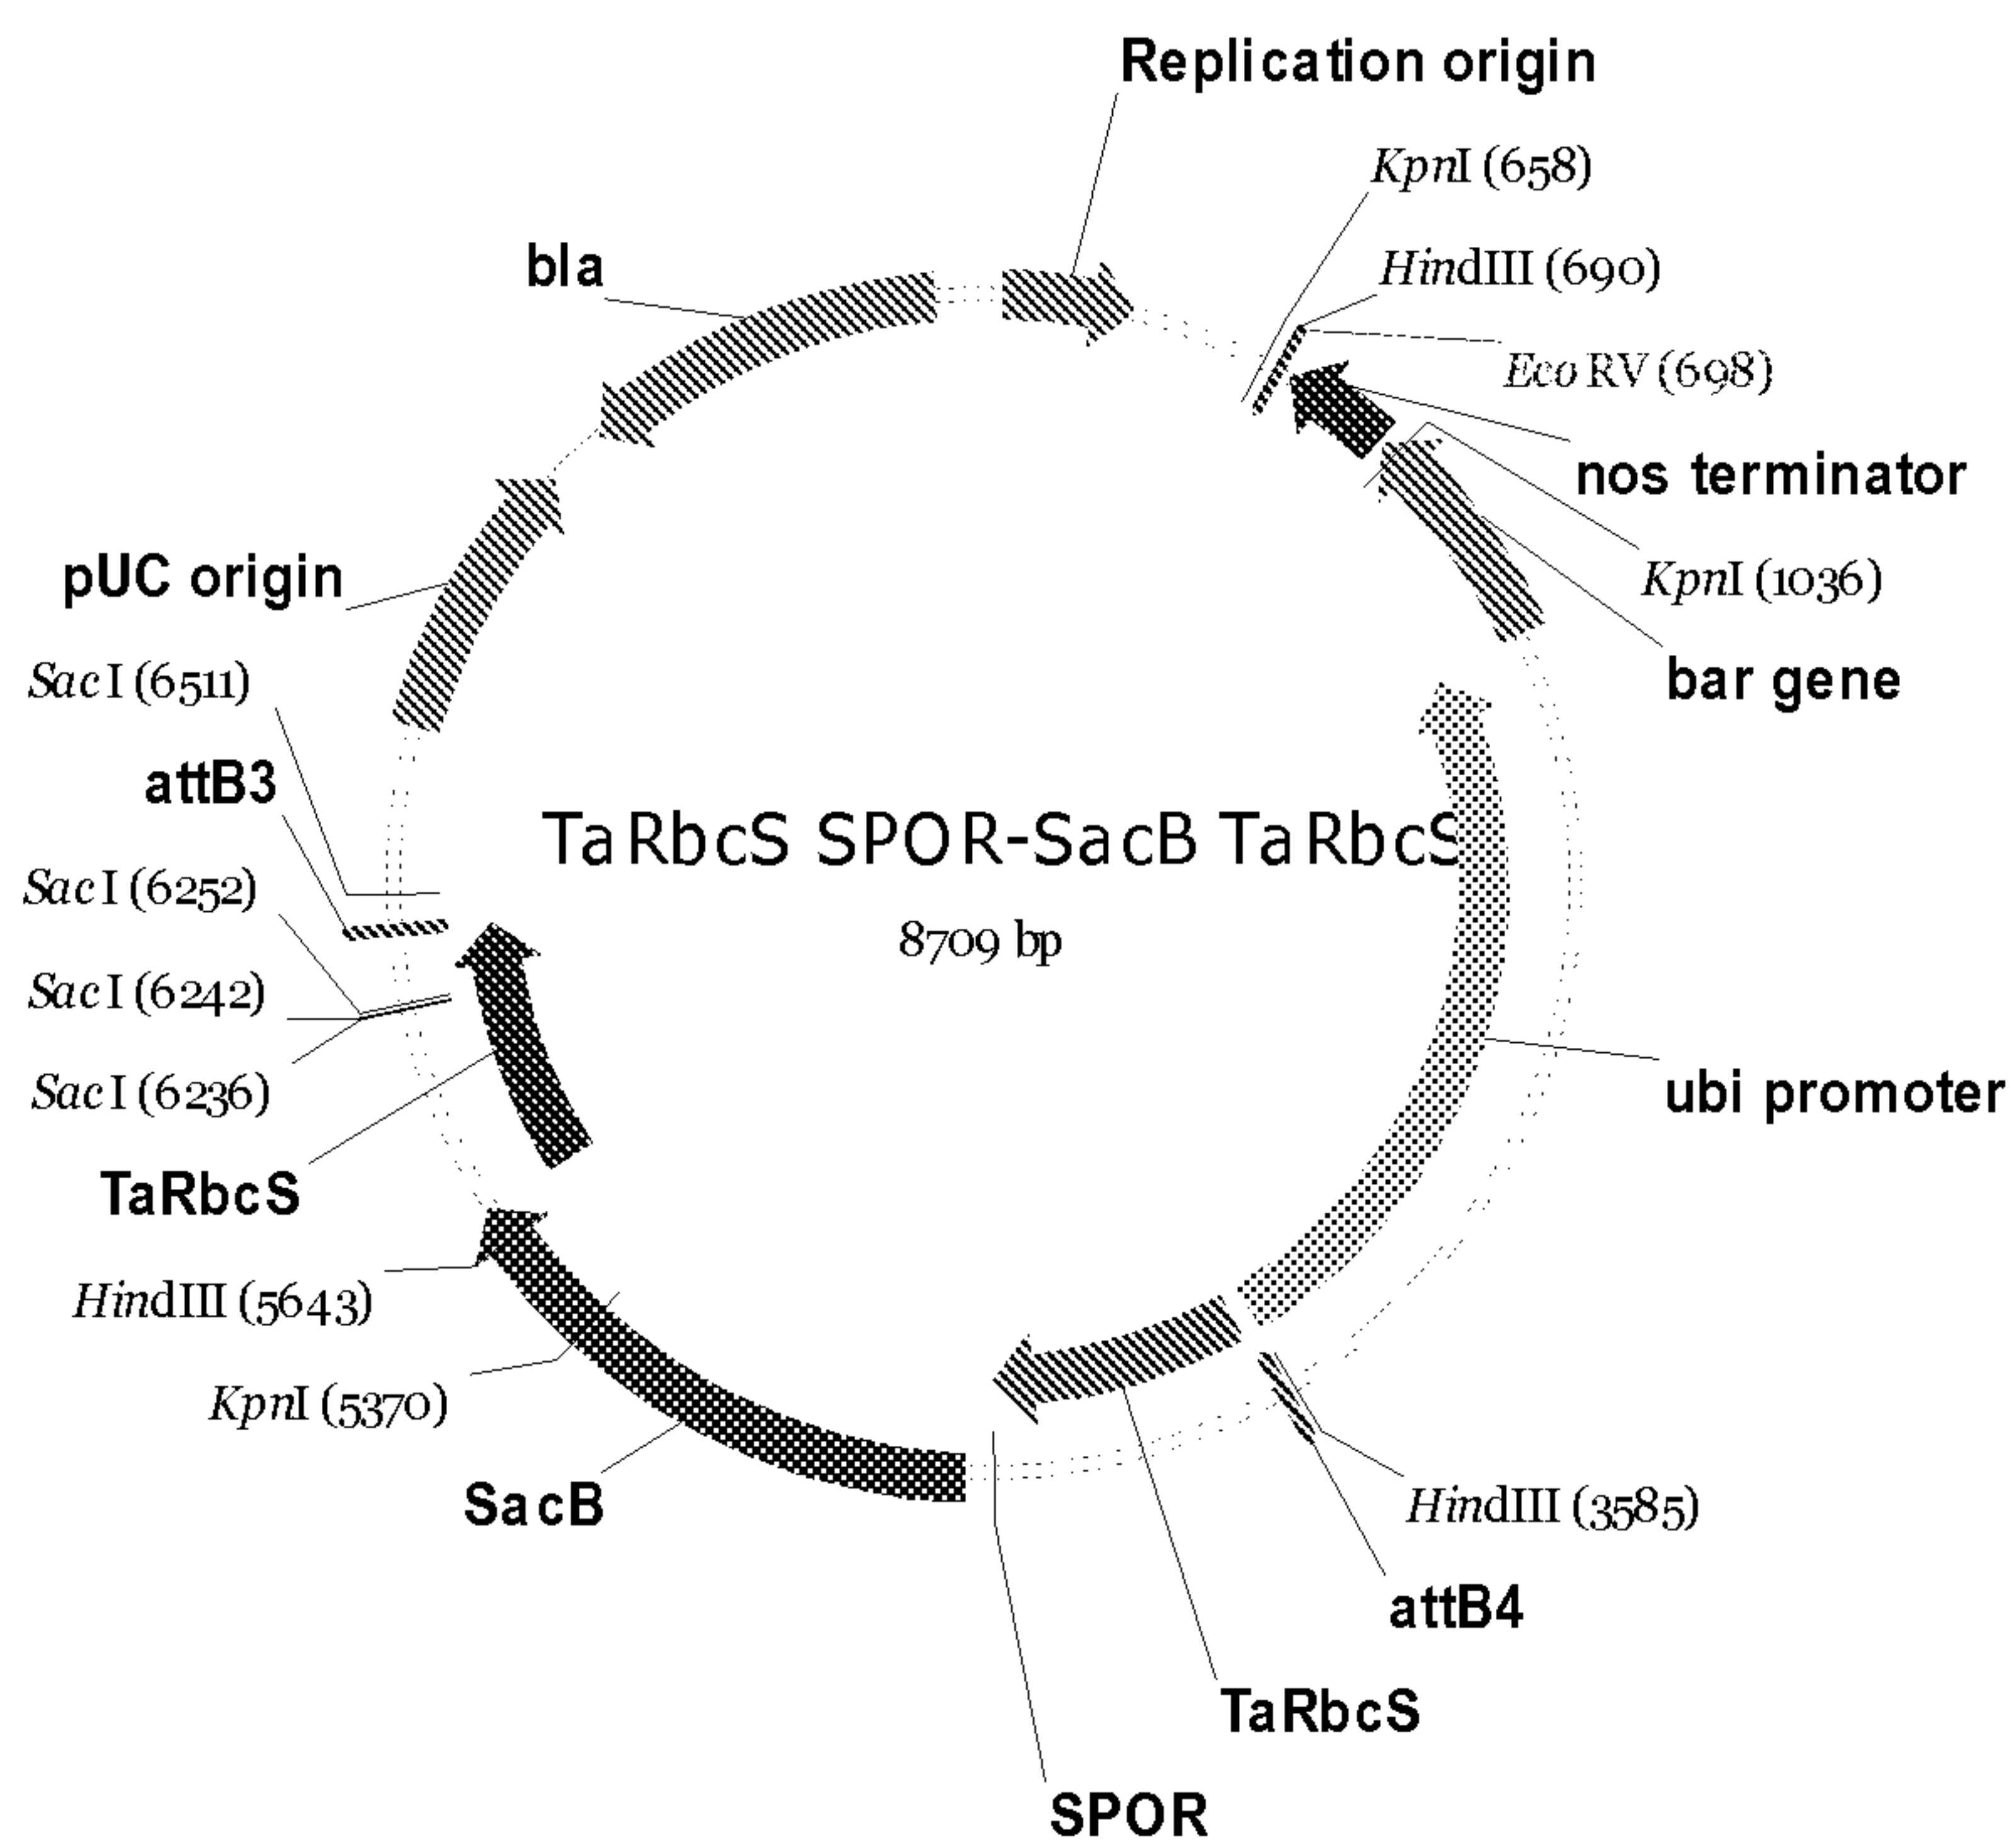 Replication origin
KpnI (658)
bla
HindIII (690)
EcoRV (698)
nos terminator
pUC origin
KpnI (1036)
SacI (6511)
bar gene
attB3
TaRbcS SPOR-SacB TaRbcS
SacI (6252)
8709 bp
SacI (6242)
SacI (6236)
ubi promoter
TaRbcS
HindIII (5643)
KpnI (5370)
SacB
HindIII (3585)
attB4
TaRbcS
SPOR